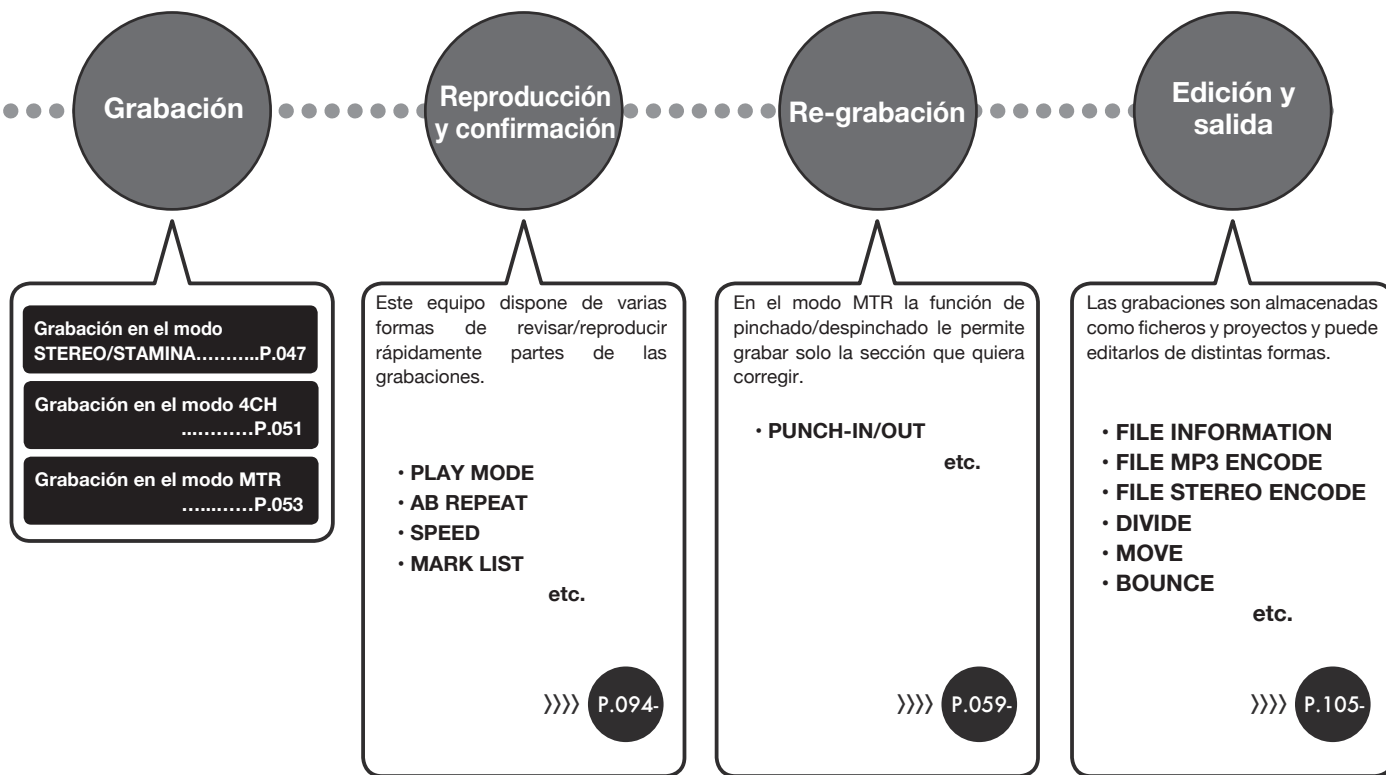 Grabación
Reproducción
y confirmación
Re-grabación
Edición y
salida
Grabación en el modo
STEREO/STAMINA………..P.047
Grabación en el modo 4CH
...………P.051
Grabación en el modo MTR
…...……P.053
Este equipo dispone de varias
formas de revisar/reproducir
rápidamente partes de las
grabaciones.
・PLAY MODE
・AB REPEAT
・SPEED
・MARK LIST
etc.
〉〉〉〉 P.094-
En el modo MTR la función de
pinchado/despinchado le permite
grabar solo la sección que quiera
corregir.
・PUNCH-IN/OUT
etc.
〉〉〉〉 P.059-
Las grabaciones son almacenadas
como ficheros y proyectos y puede
editarlos de distintas formas.
・FILE INFORMATION
・FILE MP3 ENCODE
・FILE STEREO ENCODE
・DIVIDE
・MOVE
・BOUNCE
etc.
〉〉〉〉 P.105-